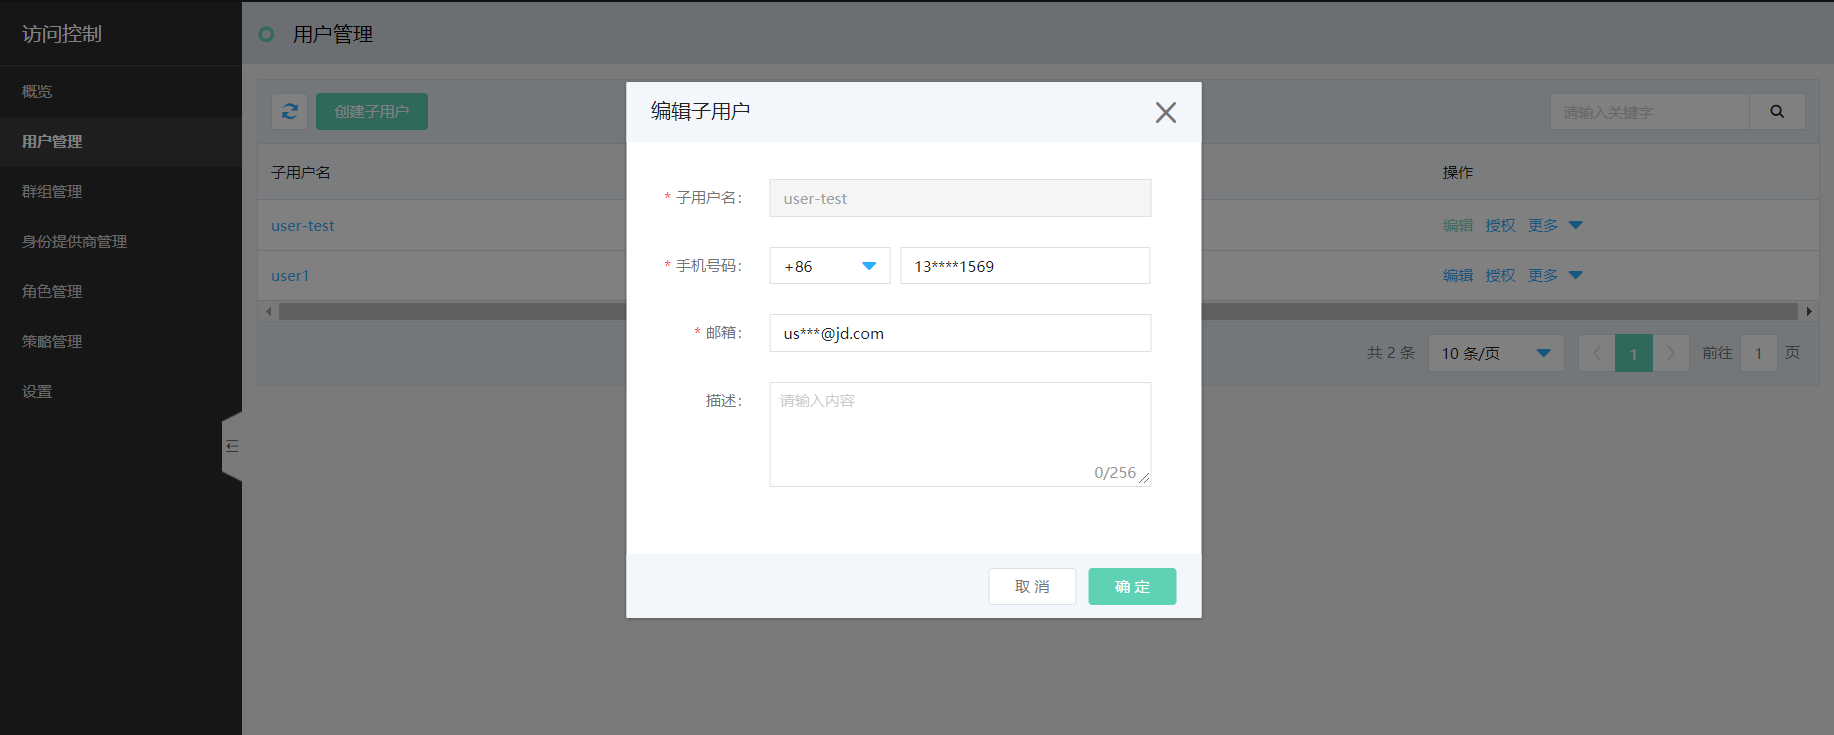 访问控制
概览
用户管理
群组管理
身份提供商管理
角色管理
策略管理
设置
用户管理
创建子用户
请输入关键字
子用户名
操作
user-test
编辑 授权 更多
user1
编辑 授权 更多
共 2 条
10 条/页
1
前往 1 页
编辑子用户
* 子用户名：
user-test
* 手机号码：
+86
13****1569
* 邮箱：
us***@jd.com
描述：
请输入内容
0/256
取 消
确 定